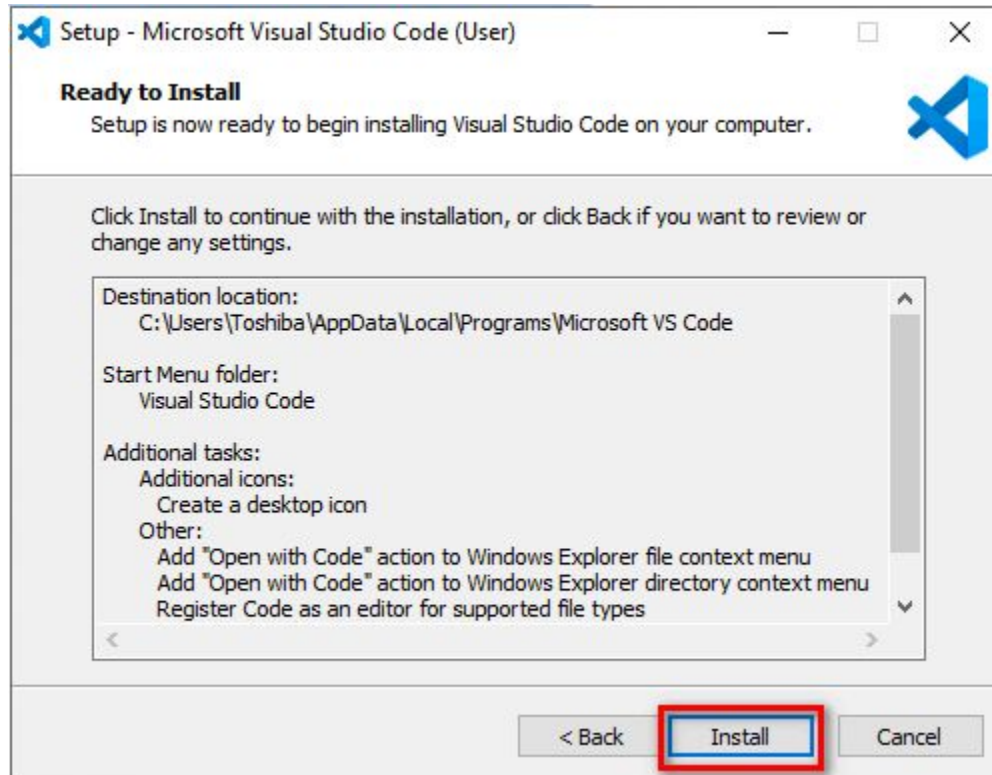 Setup - Microsoft Visual Studio Code (User)
Ready to Install
Setup is now ready to begin installing Visual Studio Code on your computer.
Click Install to continue with the installation, or click Back if you want to review or
change any settings.
Destination location:
C:\Users\Toshiba\AppData\Local\Programs\Microsoft VS Code
Start Menu folder:
Visual Studio Code
Additional tasks:
Additional icons:
Create a desktop icon
Other:
Add "Open with Code" action to Windows Explorer file context menu
Add "Open with Code" action to Windows Explorer directory context menu
Register Code as an editor for supported file types
< Back
Install
Cancel